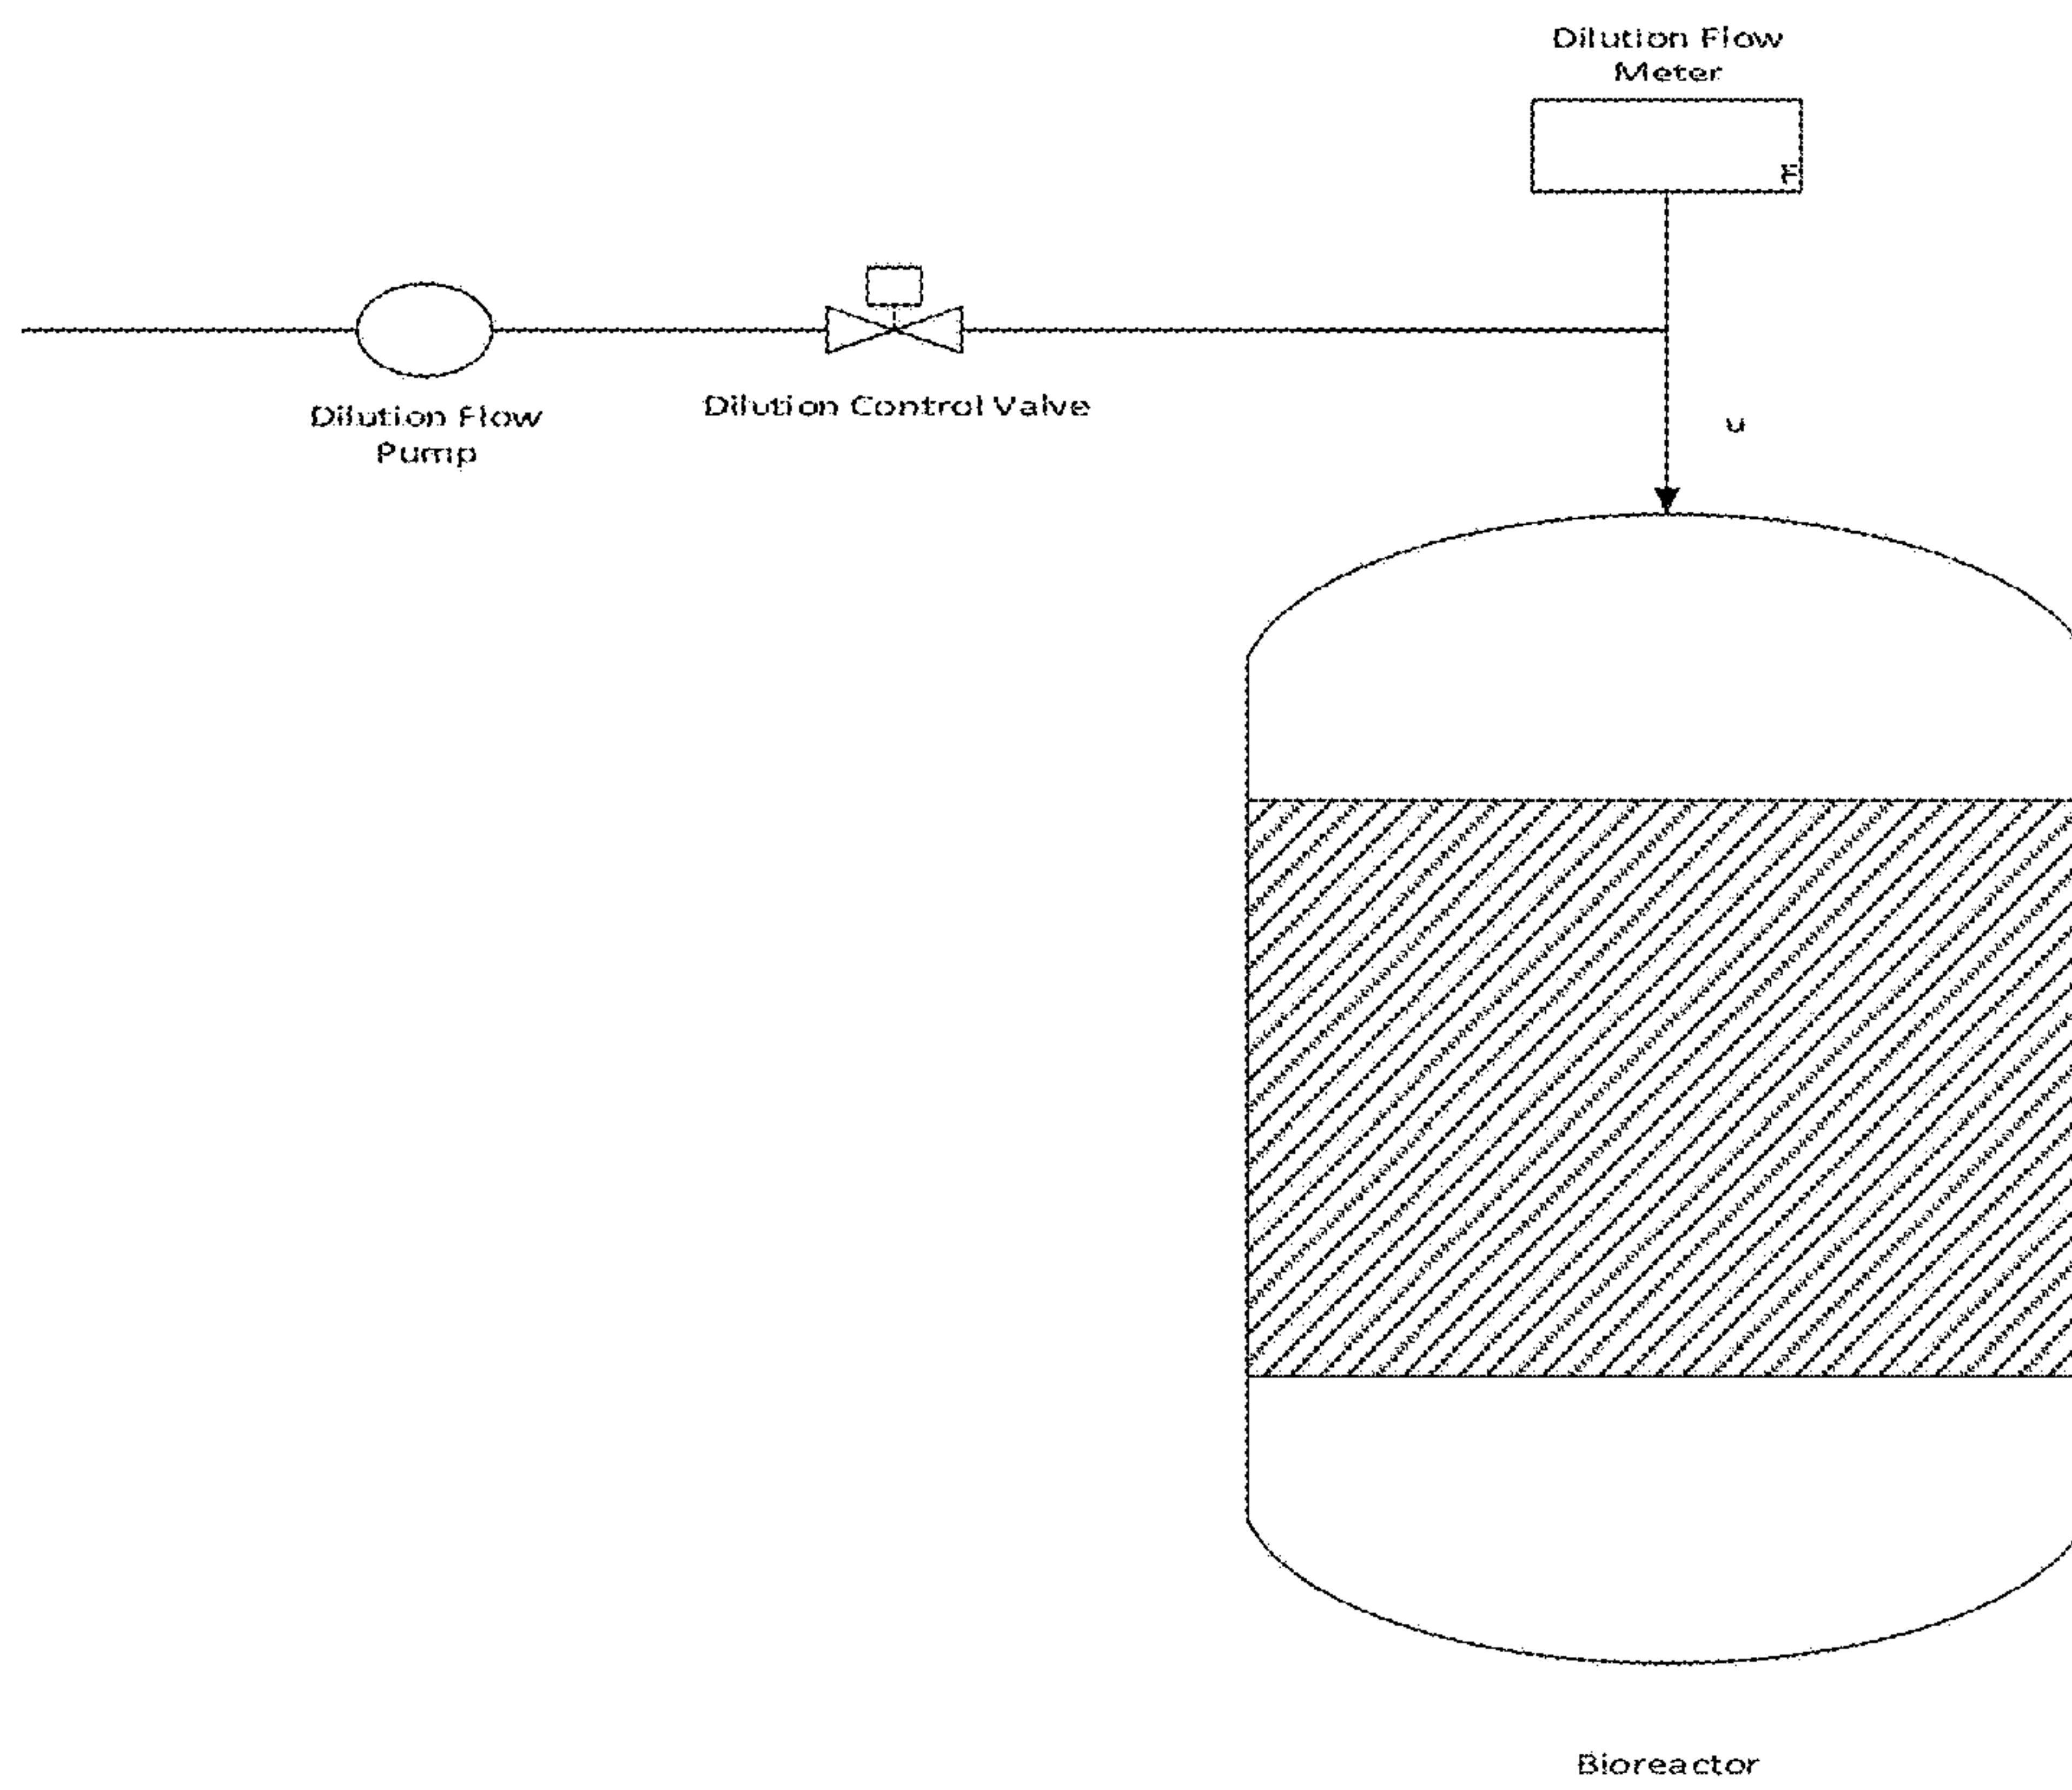 Dilution Flow
Meter
Dilution Flow
Pump
Dilution Control Valve
u
Bioreactor